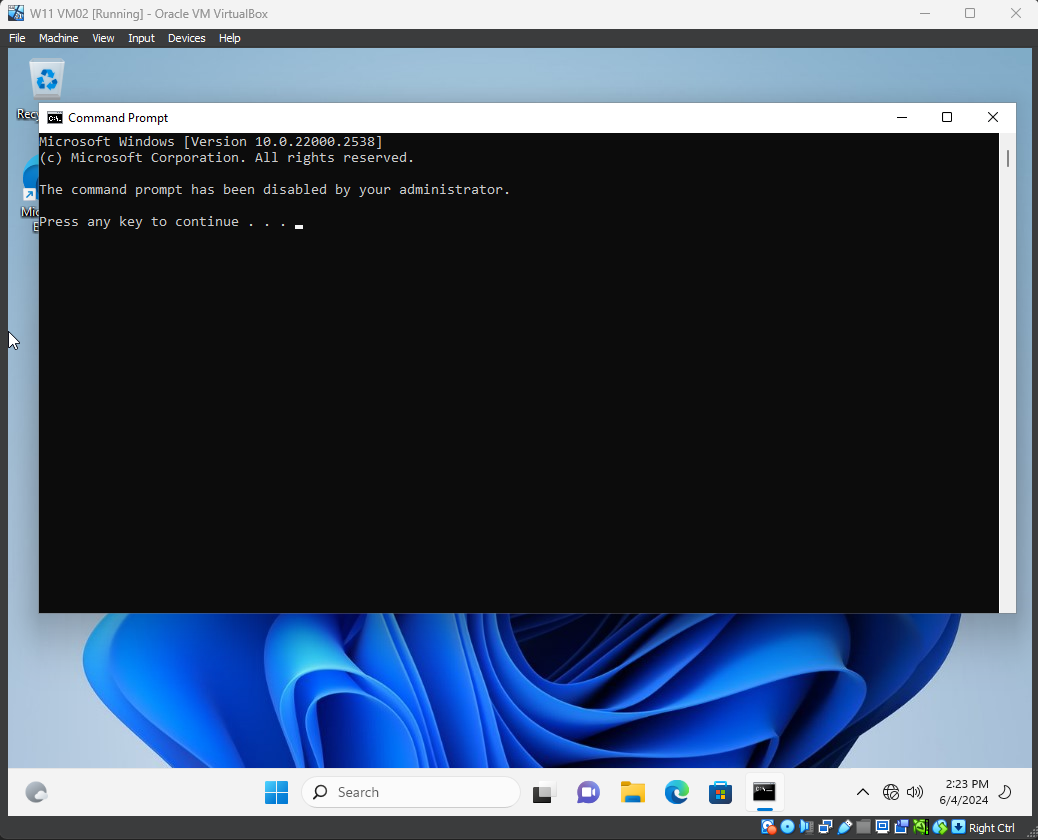 W11 VM02 [Running] - Oracle VM VirtualBox
File Machine View Input Devices Help
Command Prompt
Microsoft Windows [Version 10.0.22000.2538]
(c) Microsoft Corporation. All rights reserved.
The command prompt has been disabled by your administrator.
Press any key to continue . . .
Search
2:23 PM
6/4/2024
Right Ctrl